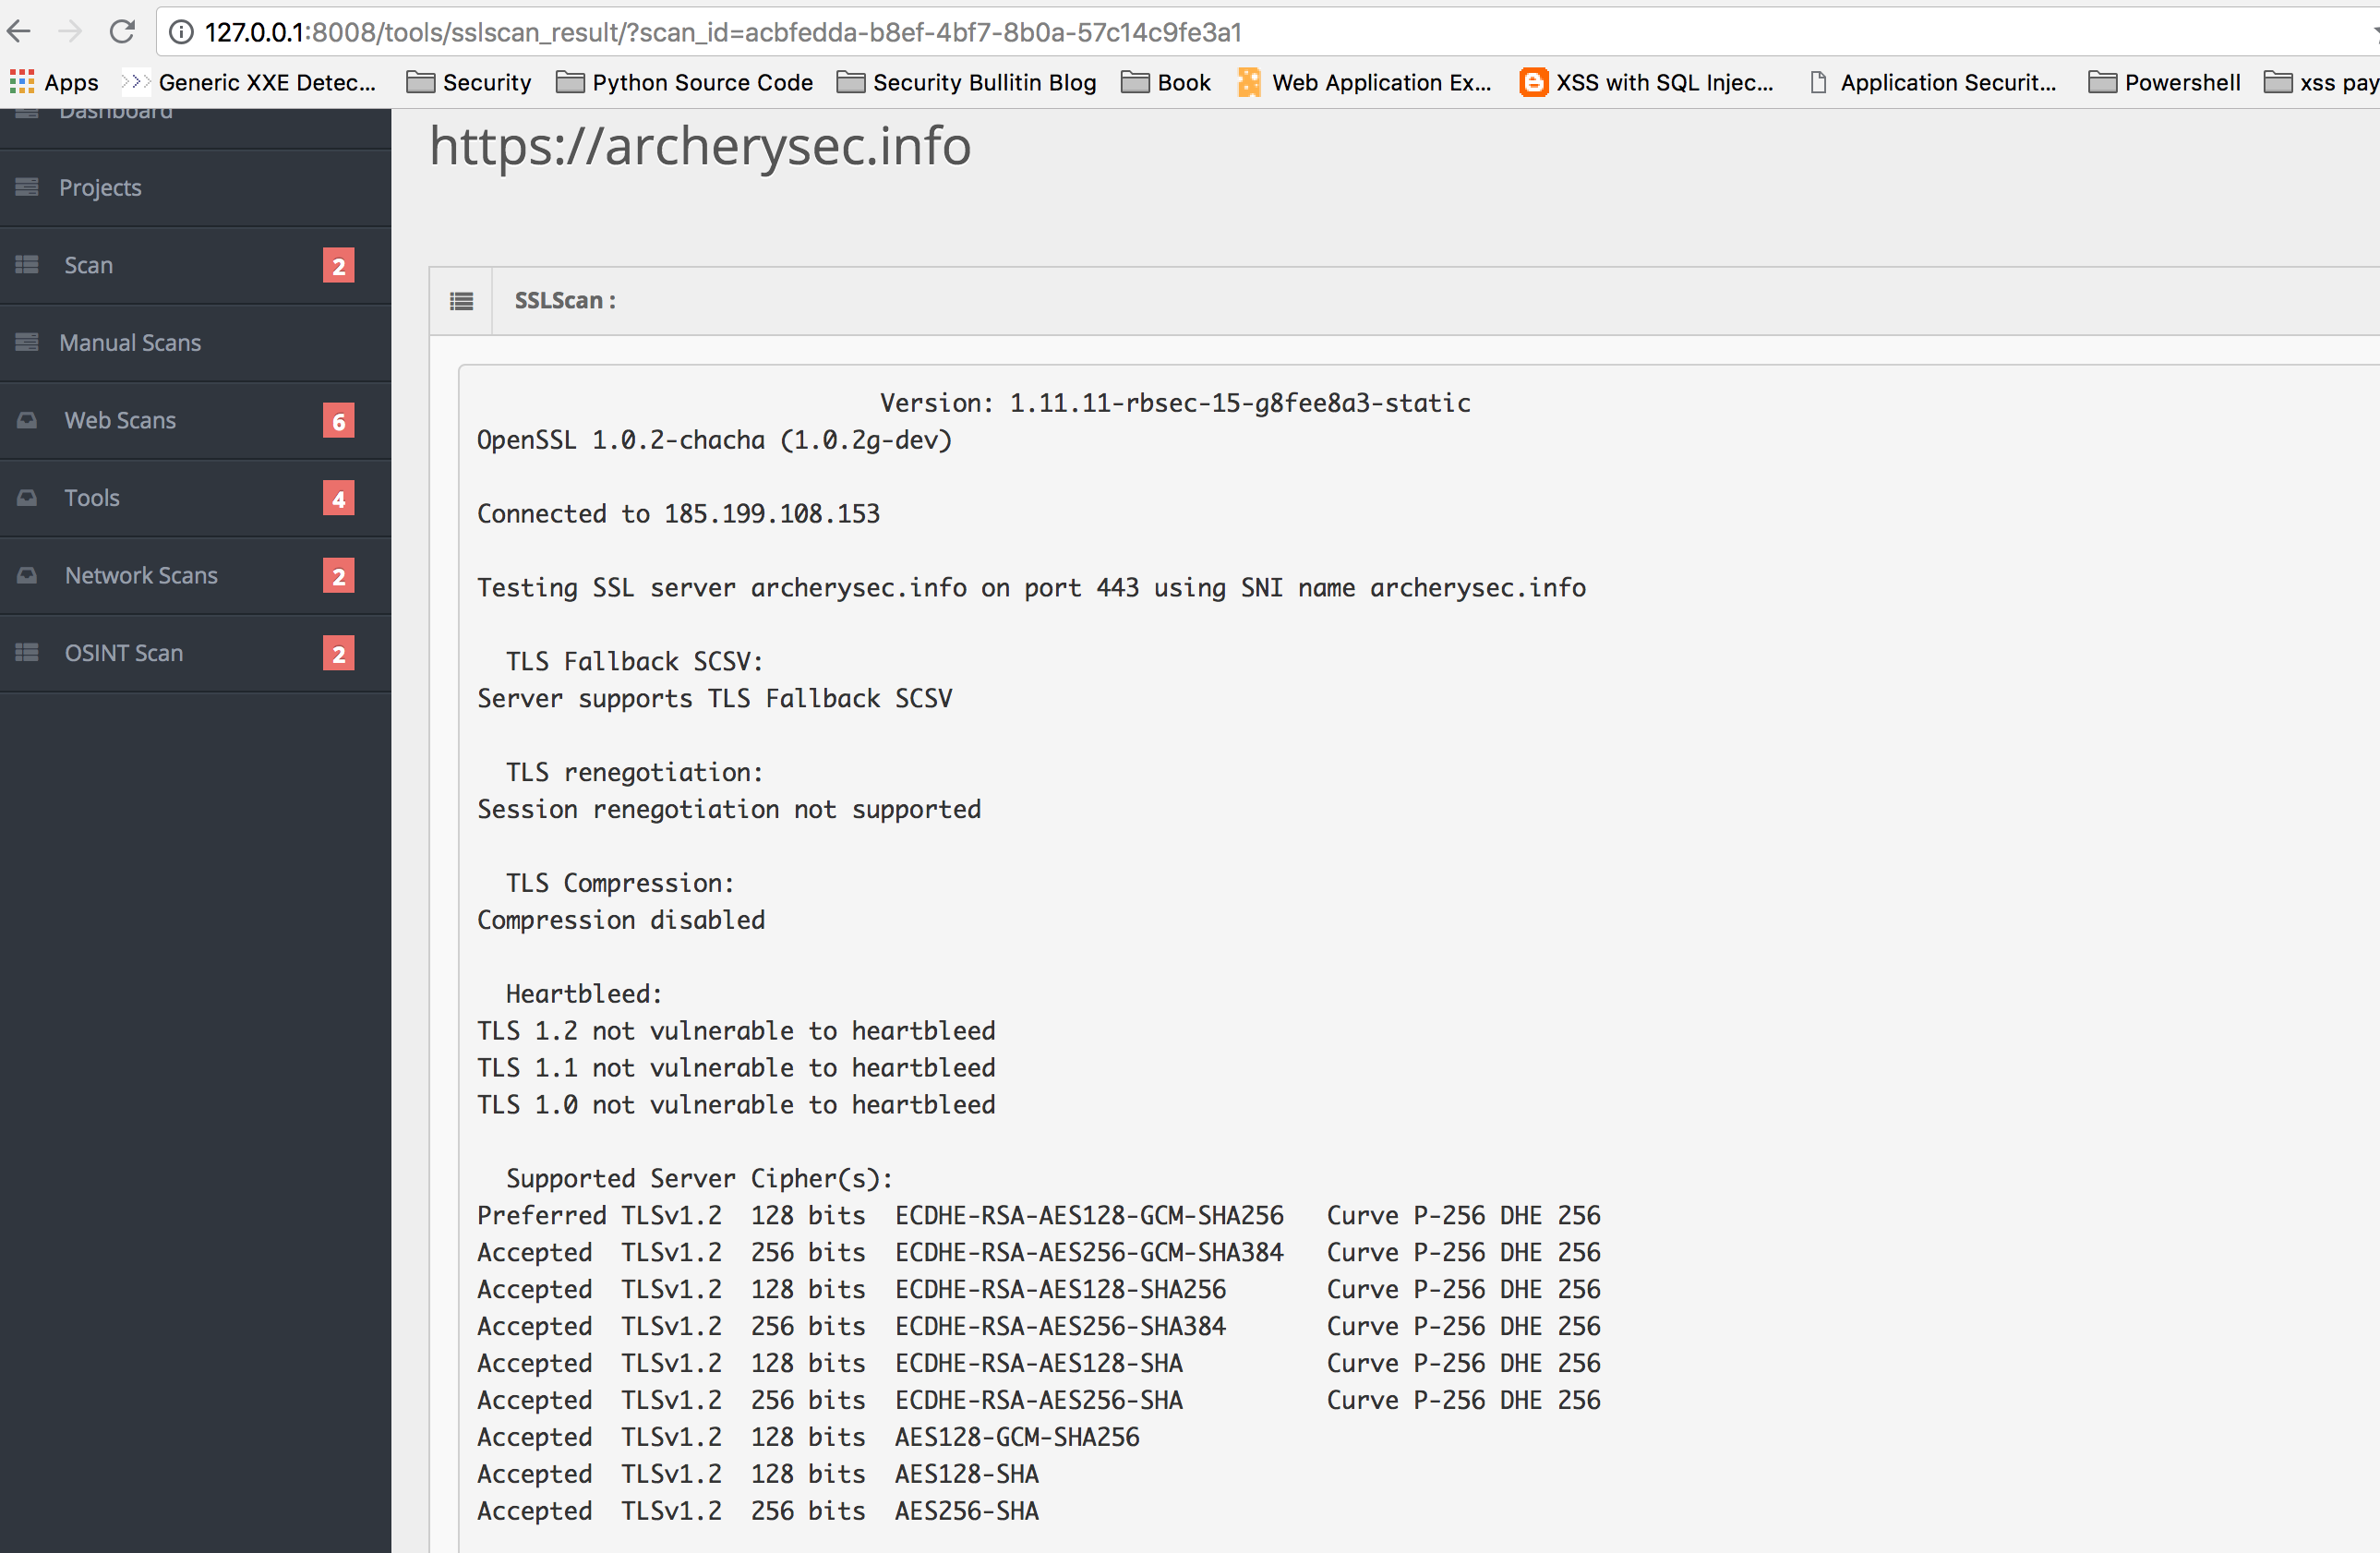 127.0.0.1:8008/tools/sslscan_result/?scan_id=acbfedda-b8ef-4bf7-8b0a-57c14c9fe3a1
Apps >>> Generic XXE Detec... Security Python Source Code Security Bullitin Blog Book Web Application Ex... XSS with SQL Injec... Application Securit... Powershell xss pay
Dashboard
Projects
Scan 2
Manual Scans
Web Scans 6
Tools 4
Network Scans 2
OSINT Scan 2
https://archerysec.info
SSLScan :
Version: 1.11.11-rbsec-15-g8fee8a3-static
OpenSSL 1.0.2-chacha (1.0.2g-dev)
Connected to 185.199.108.153
Testing SSL server archerysec.info on port 443 using SNI name archerysec.info
TLS Fallback SCSV:
Server supports TLS Fallback SCSV
TLS renegotiation:
Session renegotiation not supported
TLS Compression:
Compression disabled
Heartbleed:
TLS 1.2 not vulnerable to heartbleed
TLS 1.1 not vulnerable to heartbleed
TLS 1.0 not vulnerable to heartbleed
Supported Server Cipher(s):
Preferred TLSv1.2 128 bits ECDHE-RSA-AES128-GCM-SHA256 Curve P-256 DHE 256
Accepted TLSv1.2 256 bits ECDHE-RSA-AES256-GCM-SHA384 Curve P-256 DHE 256
Accepted TLSv1.2 128 bits ECDHE-RSA-AES128-SHA256 Curve P-256 DHE 256
Accepted TLSv1.2 256 bits ECDHE-RSA-AES256-SHA384 Curve P-256 DHE 256
Accepted TLSv1.2 128 bits ECDHE-RSA-AES128-SHA Curve P-256 DHE 256
Accepted TLSv1.2 256 bits ECDHE-RSA-AES256-SHA Curve P-256 DHE 256
Accepted TLSv1.2 128 bits AES128-GCM-SHA256
Accepted TLSv1.2 128 bits AES128-SHA
Accepted TLSv1.2 256 bits AES256-SHA